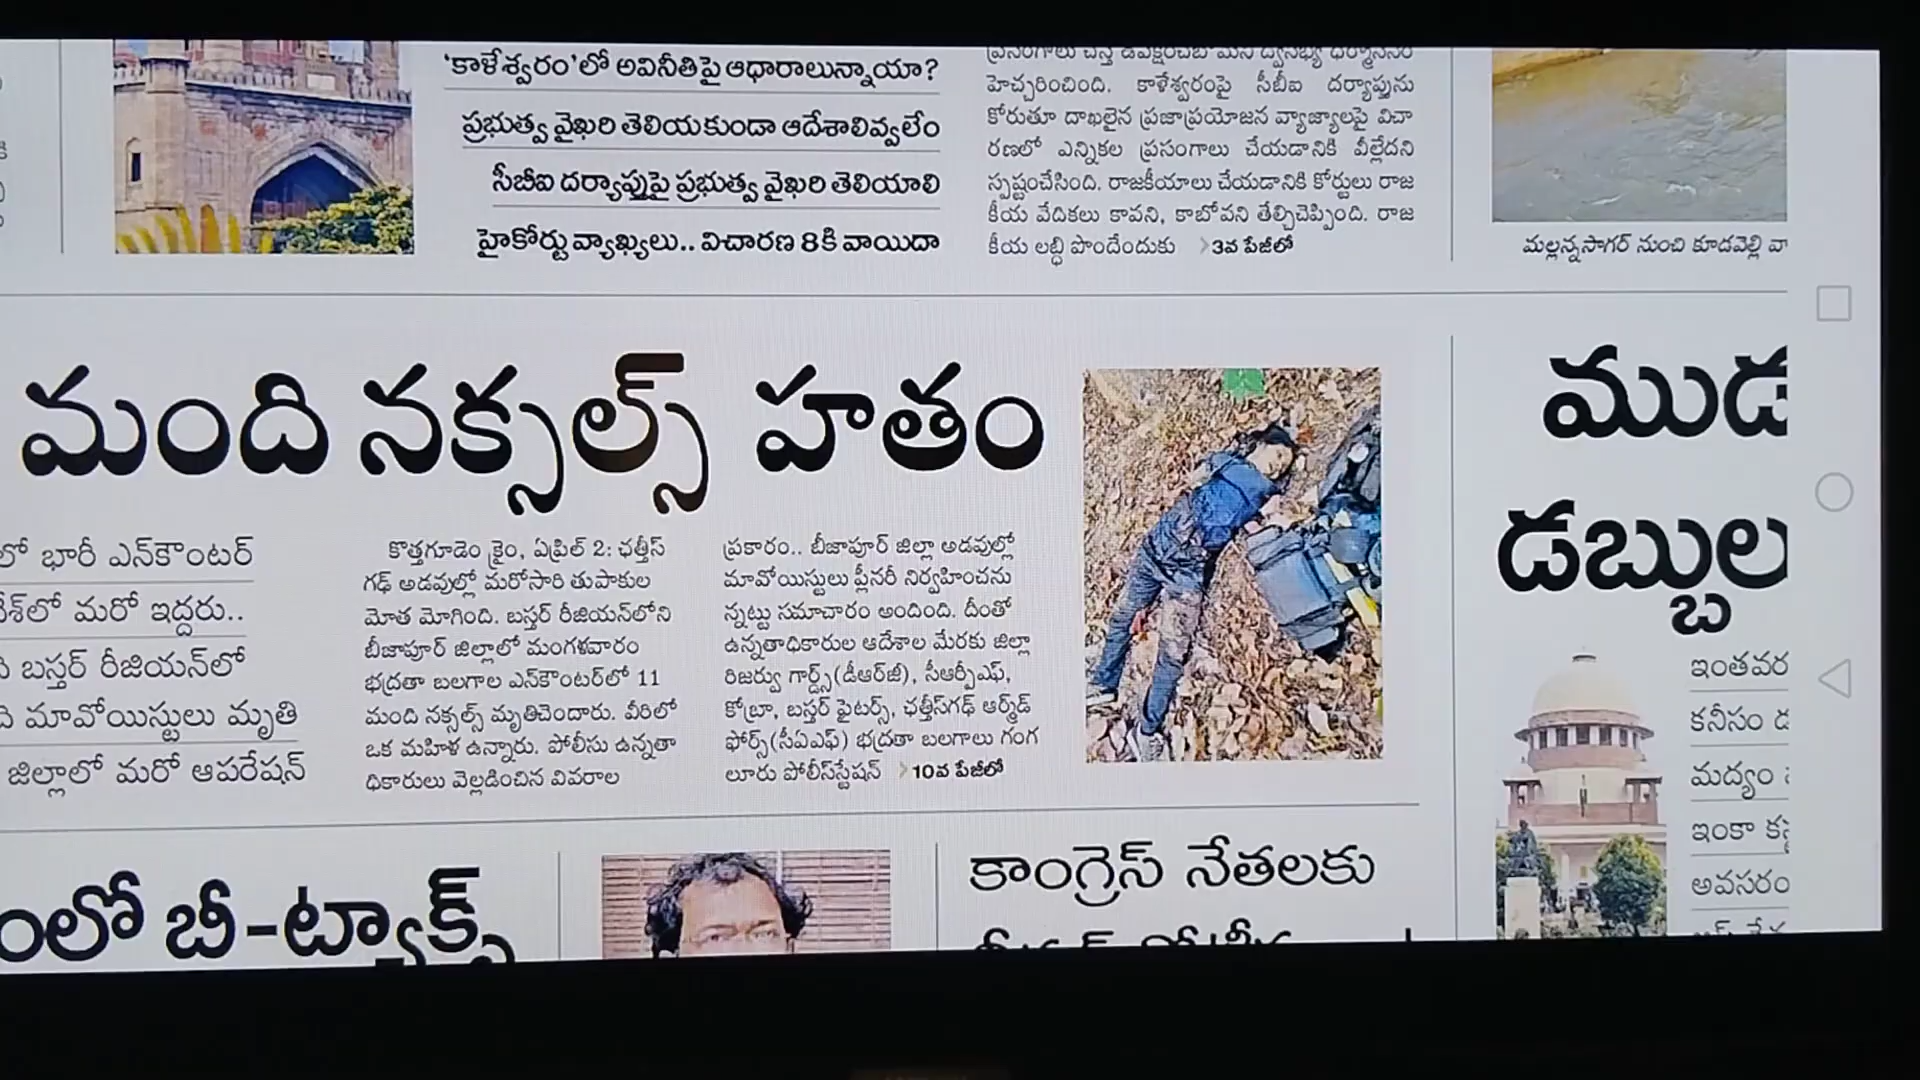 'కాళేశ్వరం'లో అవినీతిపై ఆధారాలున్నాయా?
ప్రభుత్వ వైఖరి తెలియకుండా ఆదేశాలివ్వలేం
సీబీఐ దర్యాప్తుపై ప్రభుత్వ వైఖరి తెలియాలి
హైకోర్టు వ్యాఖ్యలు.. విచారణ 8కి వాయిదా
హెచ్చరించింది. కాళేశ్వరంపై సీబీఐ దర్యాప్తును
కోరుతూ దాఖలైన ప్రజాప్రయోజన వ్యాజ్యాలపై విచా
రణలో ఎన్నికల ప్రసంగాలు చేయడానికి వీల్లేదని
స్పష్టంచేసింది. రాజకీయాలు చేయడానికి కోర్టులు రాజ
కీయ వేదికలు కావని, కాబోవని తేల్చిచెప్పింది. రాజ
కీయ లబ్ధి పొందేందుకు >3వ పేజీలో
మల్లన్నసాగర్ నుంచి కూడవెల్లి వా
మంది నక్సల్స్ హతం
లో భారీ ఎన్‌కౌంటర్
మరో ఇద్దరు..
బస్తర్ రీజియన్‌లో
మావోయిస్టులు మృతి
జిల్లాలో మరో ఆపరేషన్
కొత్తగూడెం క్రైం, ఏప్రిల్ 2: ఛత్తీస్
గఢ్ అడవుల్లో మరోసారి తుపాకుల
మోత మోగింది. బస్తర్ రీజియన్‌లోని
బీజాపూర్ జిల్లాలో మంగళవారం
భద్రతా బలగాల ఎన్‌కౌంటర్‌లో 11
మంది నక్సల్స్ మృతిచెందారు. వీరిలో
ఒక మహిళ ఉన్నారు. పోలీసు ఉన్నతా
ధికారులు వెల్లడించిన వివరాల
ప్రకారం.. బీజాపూర్ జిల్లా అడవుల్లో
మావోయిస్టులు ప్లీనరీ నిర్వహించను
న్నట్టు సమాచారం అందింది. దీంతో
ఉన్నతాధికారుల ఆదేశాల మేరకు జిల్లా
రిజర్వు గార్డ్స్(డీఆర్‌జీ), సీఆర్పీఎఫ్,
కోబ్రా, బస్తర్ ఫైటర్స్, ఛత్తీస్‌గఢ్ ఆర్మ్‌డ్
ఫోర్స్(సీఏఎఫ్) భద్రతా బలగాలు గంగ
లూరు పోలీస్‌స్టేషన్ >10వ పేజీలో
ముడ
డబ్బుల
ఇంతవర
కనీసం డ
మద్యం
ఇంకా
అవసరం
బీ-ట్యాక్స్
కాంగ్రెస్ నేతలకు